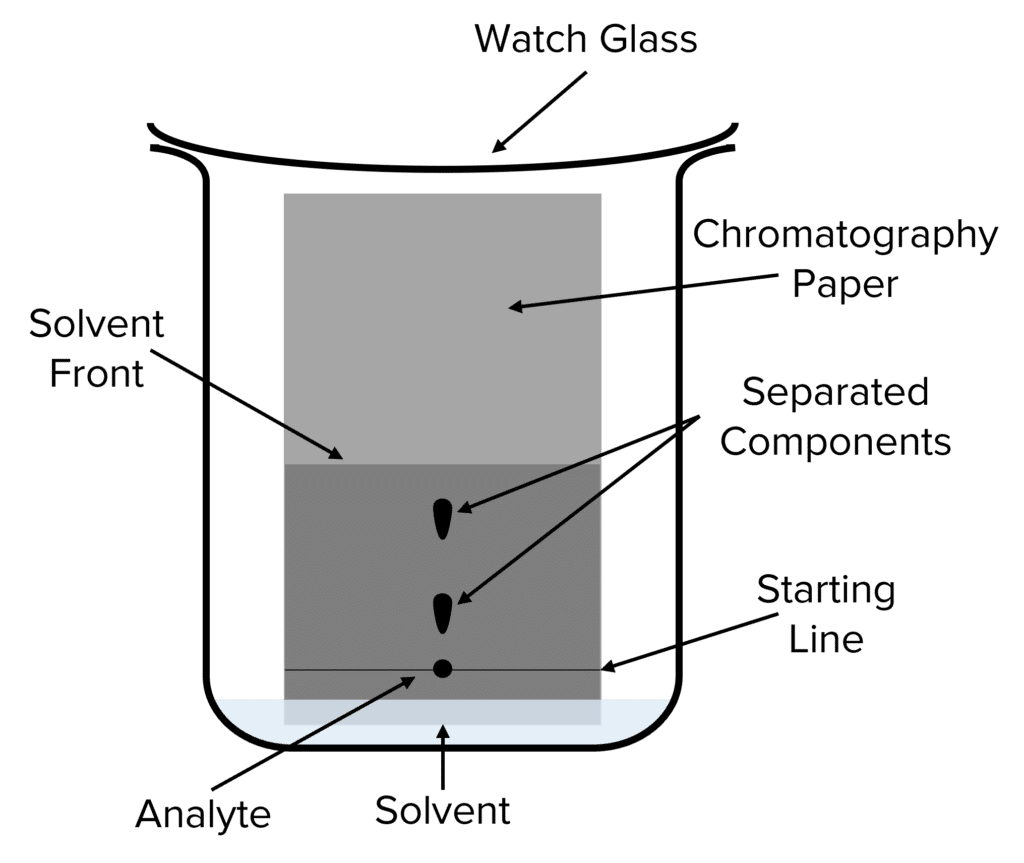 Watch Glass
Chromatography
Paper
Solvent
Front
Separated
Components
Starting
Line
Analyte
Solvent